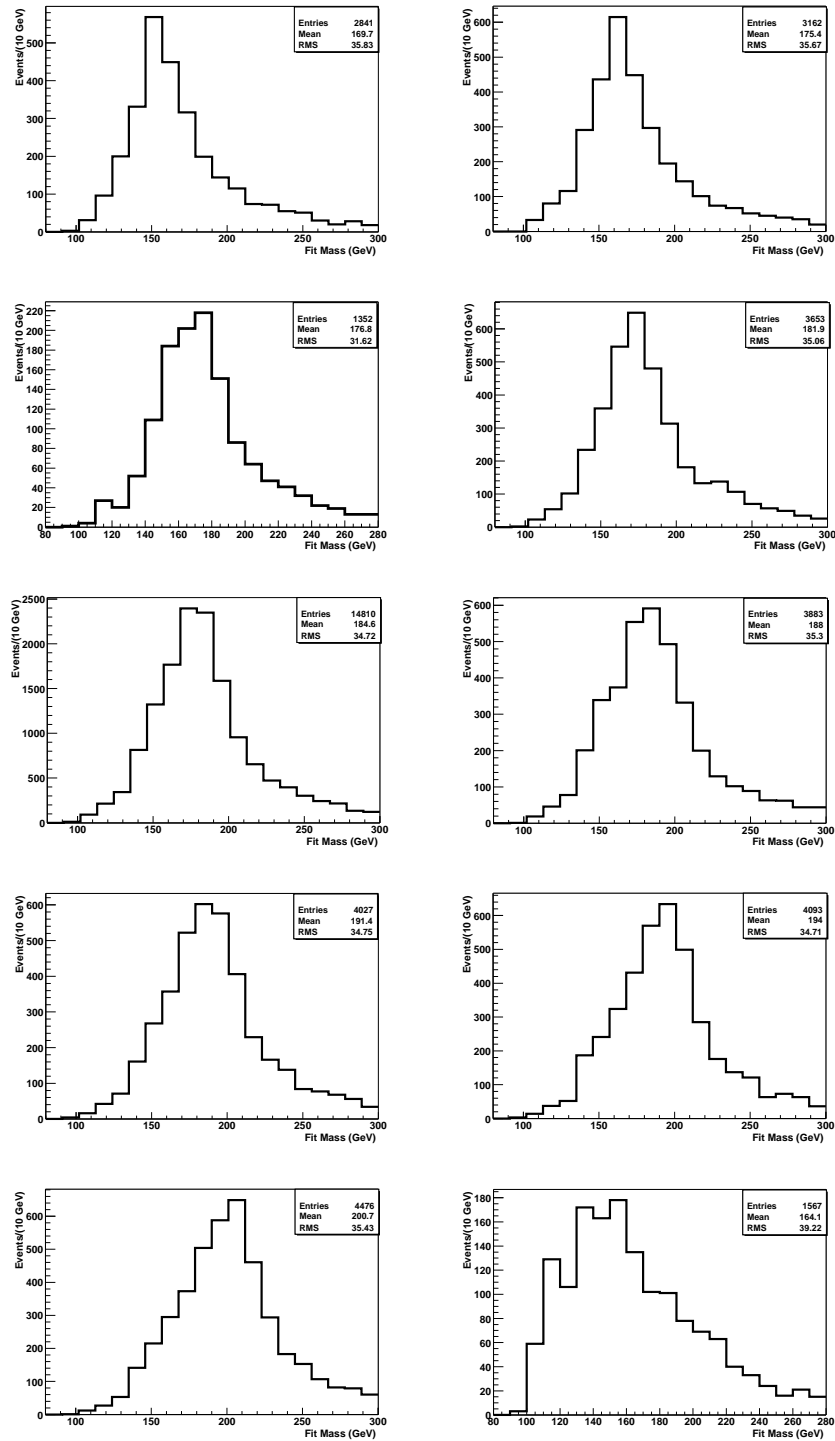 Events/(10 GeV)
500
400
300
200
100
0
Entries 2841
Mean 169.7
RMS 35.83
100 150 200 250 300
Fit Mass (GeV)
Events/(10 GeV)
600
500
400
300
200
100
0
Entries 3162
Mean 175.4
RMS 35.67
100 150 200 250 300
Fit Mass (GeV)
Events/(10 GeV)
220
200
180
160
140
120
100
80
60
40
20
0
Entries 1352
Mean 176.8
RMS 31.62
80 100 120 140 160 180 200 220 240 260 280
Fit Mass (GeV)
Events/(10 GeV)
600
500
400
300
200
100
0
Entries 3653
Mean 181.9
RMS 35.06
100 150 200 250 300
Fit Mass (GeV)
Events/(10 GeV)
2500
2000
1500
1000
500
0
Entries 14810
Mean 184.6
RMS 34.72
100 150 200 250 300
Fit Mass (GeV)
Events/(10 GeV)
600
500
400
300
200
100
0
Entries 3883
Mean 188
RMS 35.3
100 150 200 250 300
Fit Mass (GeV)
Events/(10 GeV)
600
500
400
300
200
100
0
Entries 4027
Mean 191.4
RMS 34.75
100 150 200 250 300
Fit Mass (GeV)
Events/(10 GeV)
600
500
400
300
200
100
0
Entries 4093
Mean 194
RMS 34.71
100 150 200 250 300
Fit Mass (GeV)
Events/(10 GeV)
600
500
400
300
200
100
0
Entries 4476
Mean 200.7
RMS 35.43
100 150 200 250 300
Fit Mass (GeV)
Events/(10 GeV)
180
160
140
120
100
80
60
40
20
0
Entries 1567
Mean 164.1
RMS 39.22
80 100 120 140 160 180 200 220 240 260 280
Fit Mass (GeV)